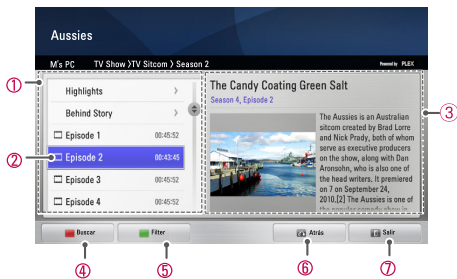 Aussies
M's PC TV Show 〉TV Sitcom 〉Season 2
Powered by PLEX
①
Highlights
Behind Story
Episode 1 00:45:52
② Episode 2 00:43:45
Episode 3 00:45:52
Episode 4 00:45:52
The Candy Coating Green Salt
Season 4, Episode 2
③
The Aussies is an Australian
sitcom created by Brad Lorre
and Nick Prady, both of whom
serve as executive producers
on the show, along with Dan
Aronsohn, who is also one of
the head writers. It premiered
on 7 on September 24,
2010.[2] The Aussies is one of
the popular comedy show in
Buscar
Filter
Atrás
Salir
④ ⑤ ⑥ ⑦